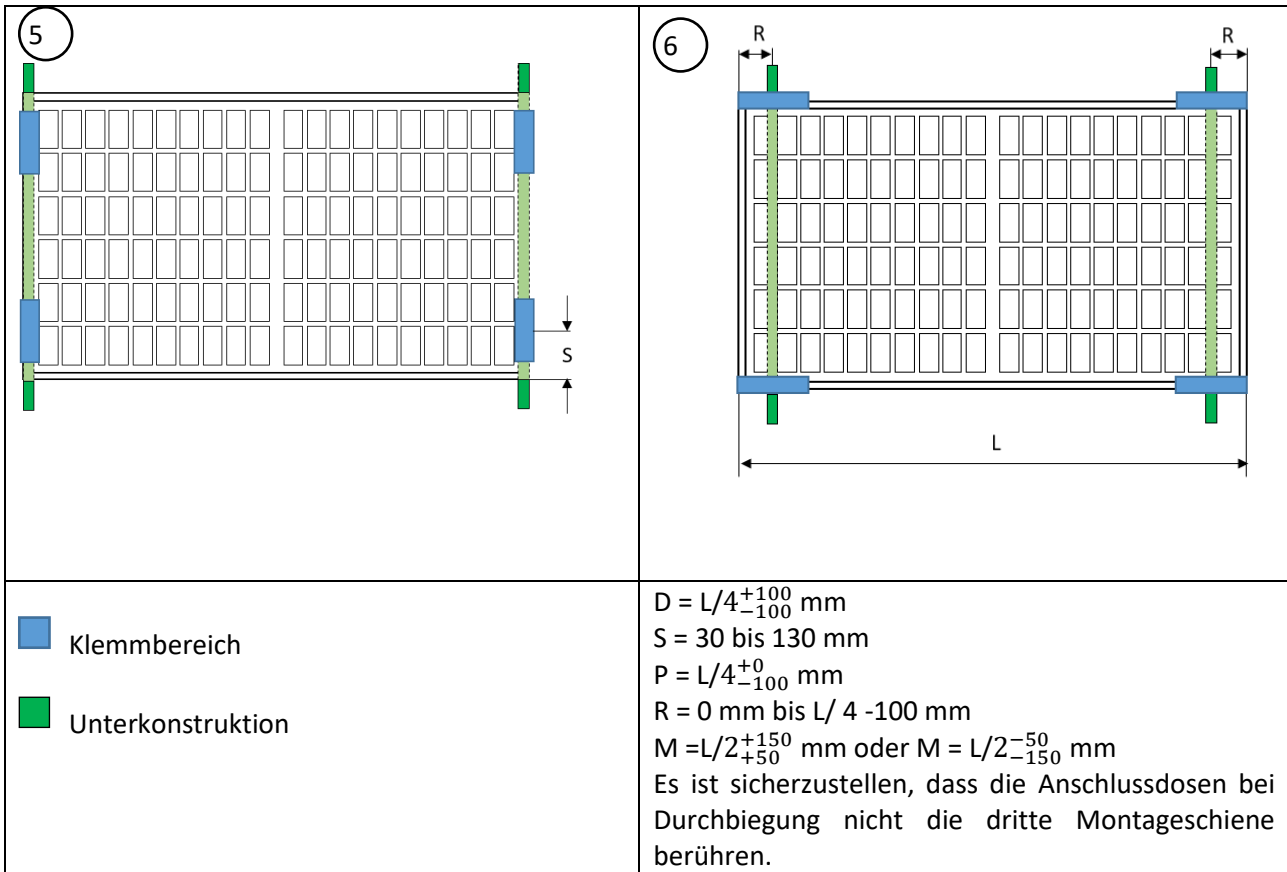 5
S
6
R R
L
Klemmbereich
Unterkonstruktion
D = L/4 +100 −100 mm
S = 30 bis 130 mm
P = L/4 +0 −100 mm
R = 0 mm bis L/ 4 -100 mm
M =L/2 +150 +50 mm oder M = L/2 −50 −150 mm
Es ist sicherzustellen, dass die Anschlussdosen bei
Durchbiegung nicht die dritte Montageschiene
berühren.